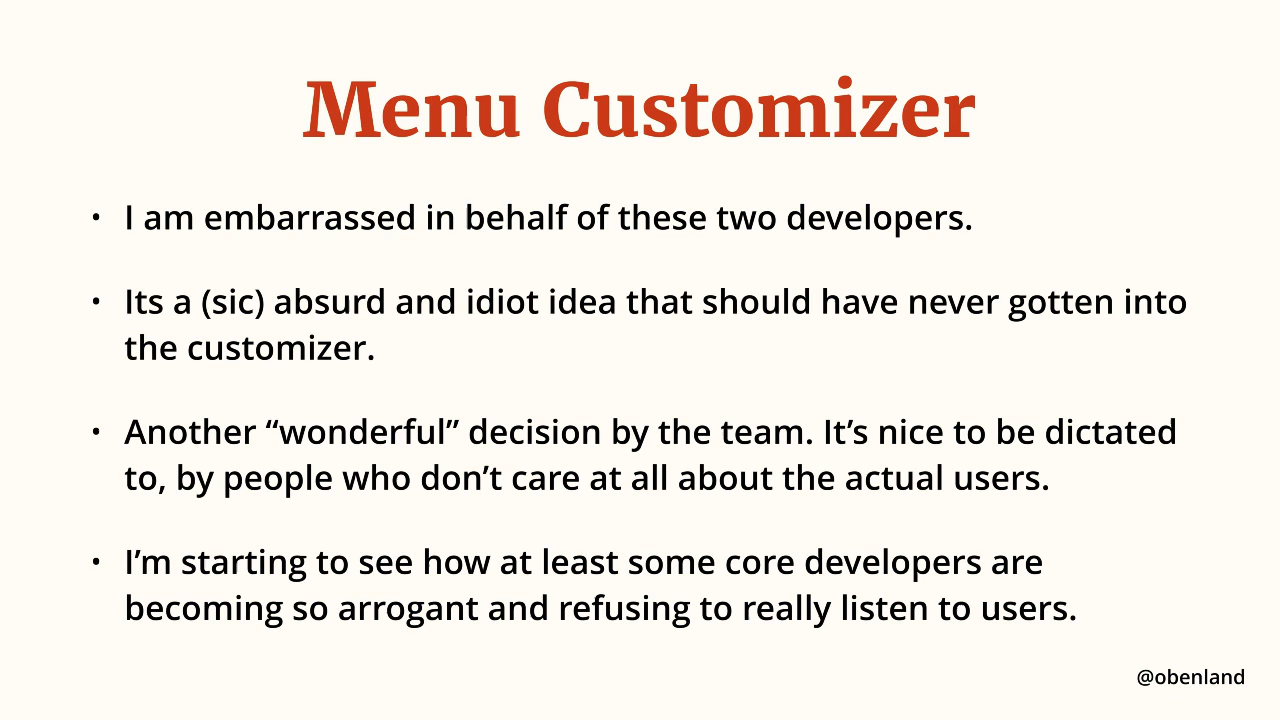 Menu Customizer
• I am embarrassed in behalf of these two developers.
• Its a (sic) absurd and idiot idea that should have never gotten into
the customizer.
• Another “wonderful” decision by the team. It’s nice to be dictated
to, by people who don’t care at all about the actual users.
• I’m starting to see how at least some core developers are
becoming so arrogant and refusing to really listen to users.
@obenland